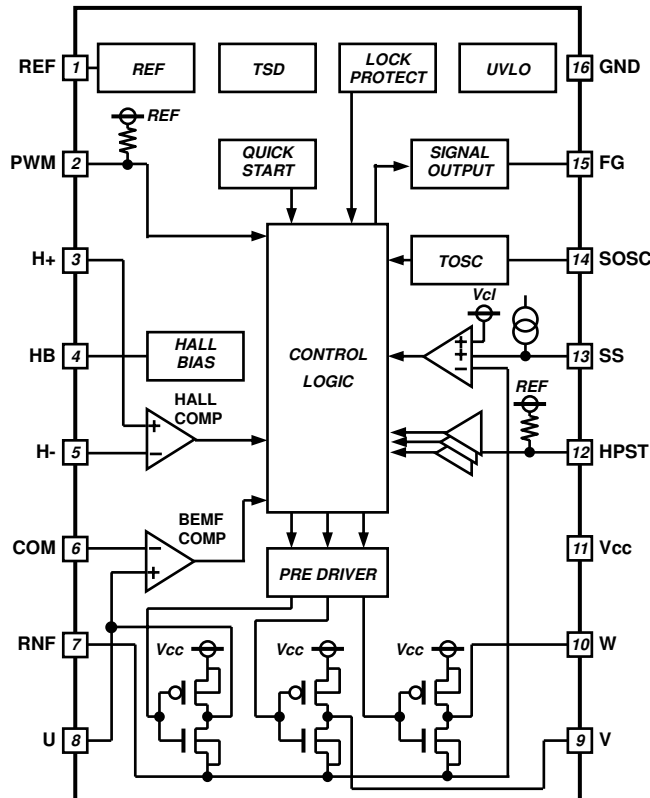 REF 1 REF TSD LOCK PROTECT UVLO 16 GND
REF
PWM 2 QUICK START SIGNAL OUTPUT 15 FG
H+ 3 TOSC 14 SOSC
Vcl
HB 4 HALL BIAS CONTROL LOGIC + + − 13 SS
REF
HALL COMP
H- 5 + − 12 HPST
BEMF COMP
COM 6 − + PRE DRIVER 11 Vcc
RNF 7 Vcc Vcc Vcc 10 W
U 8 9 V